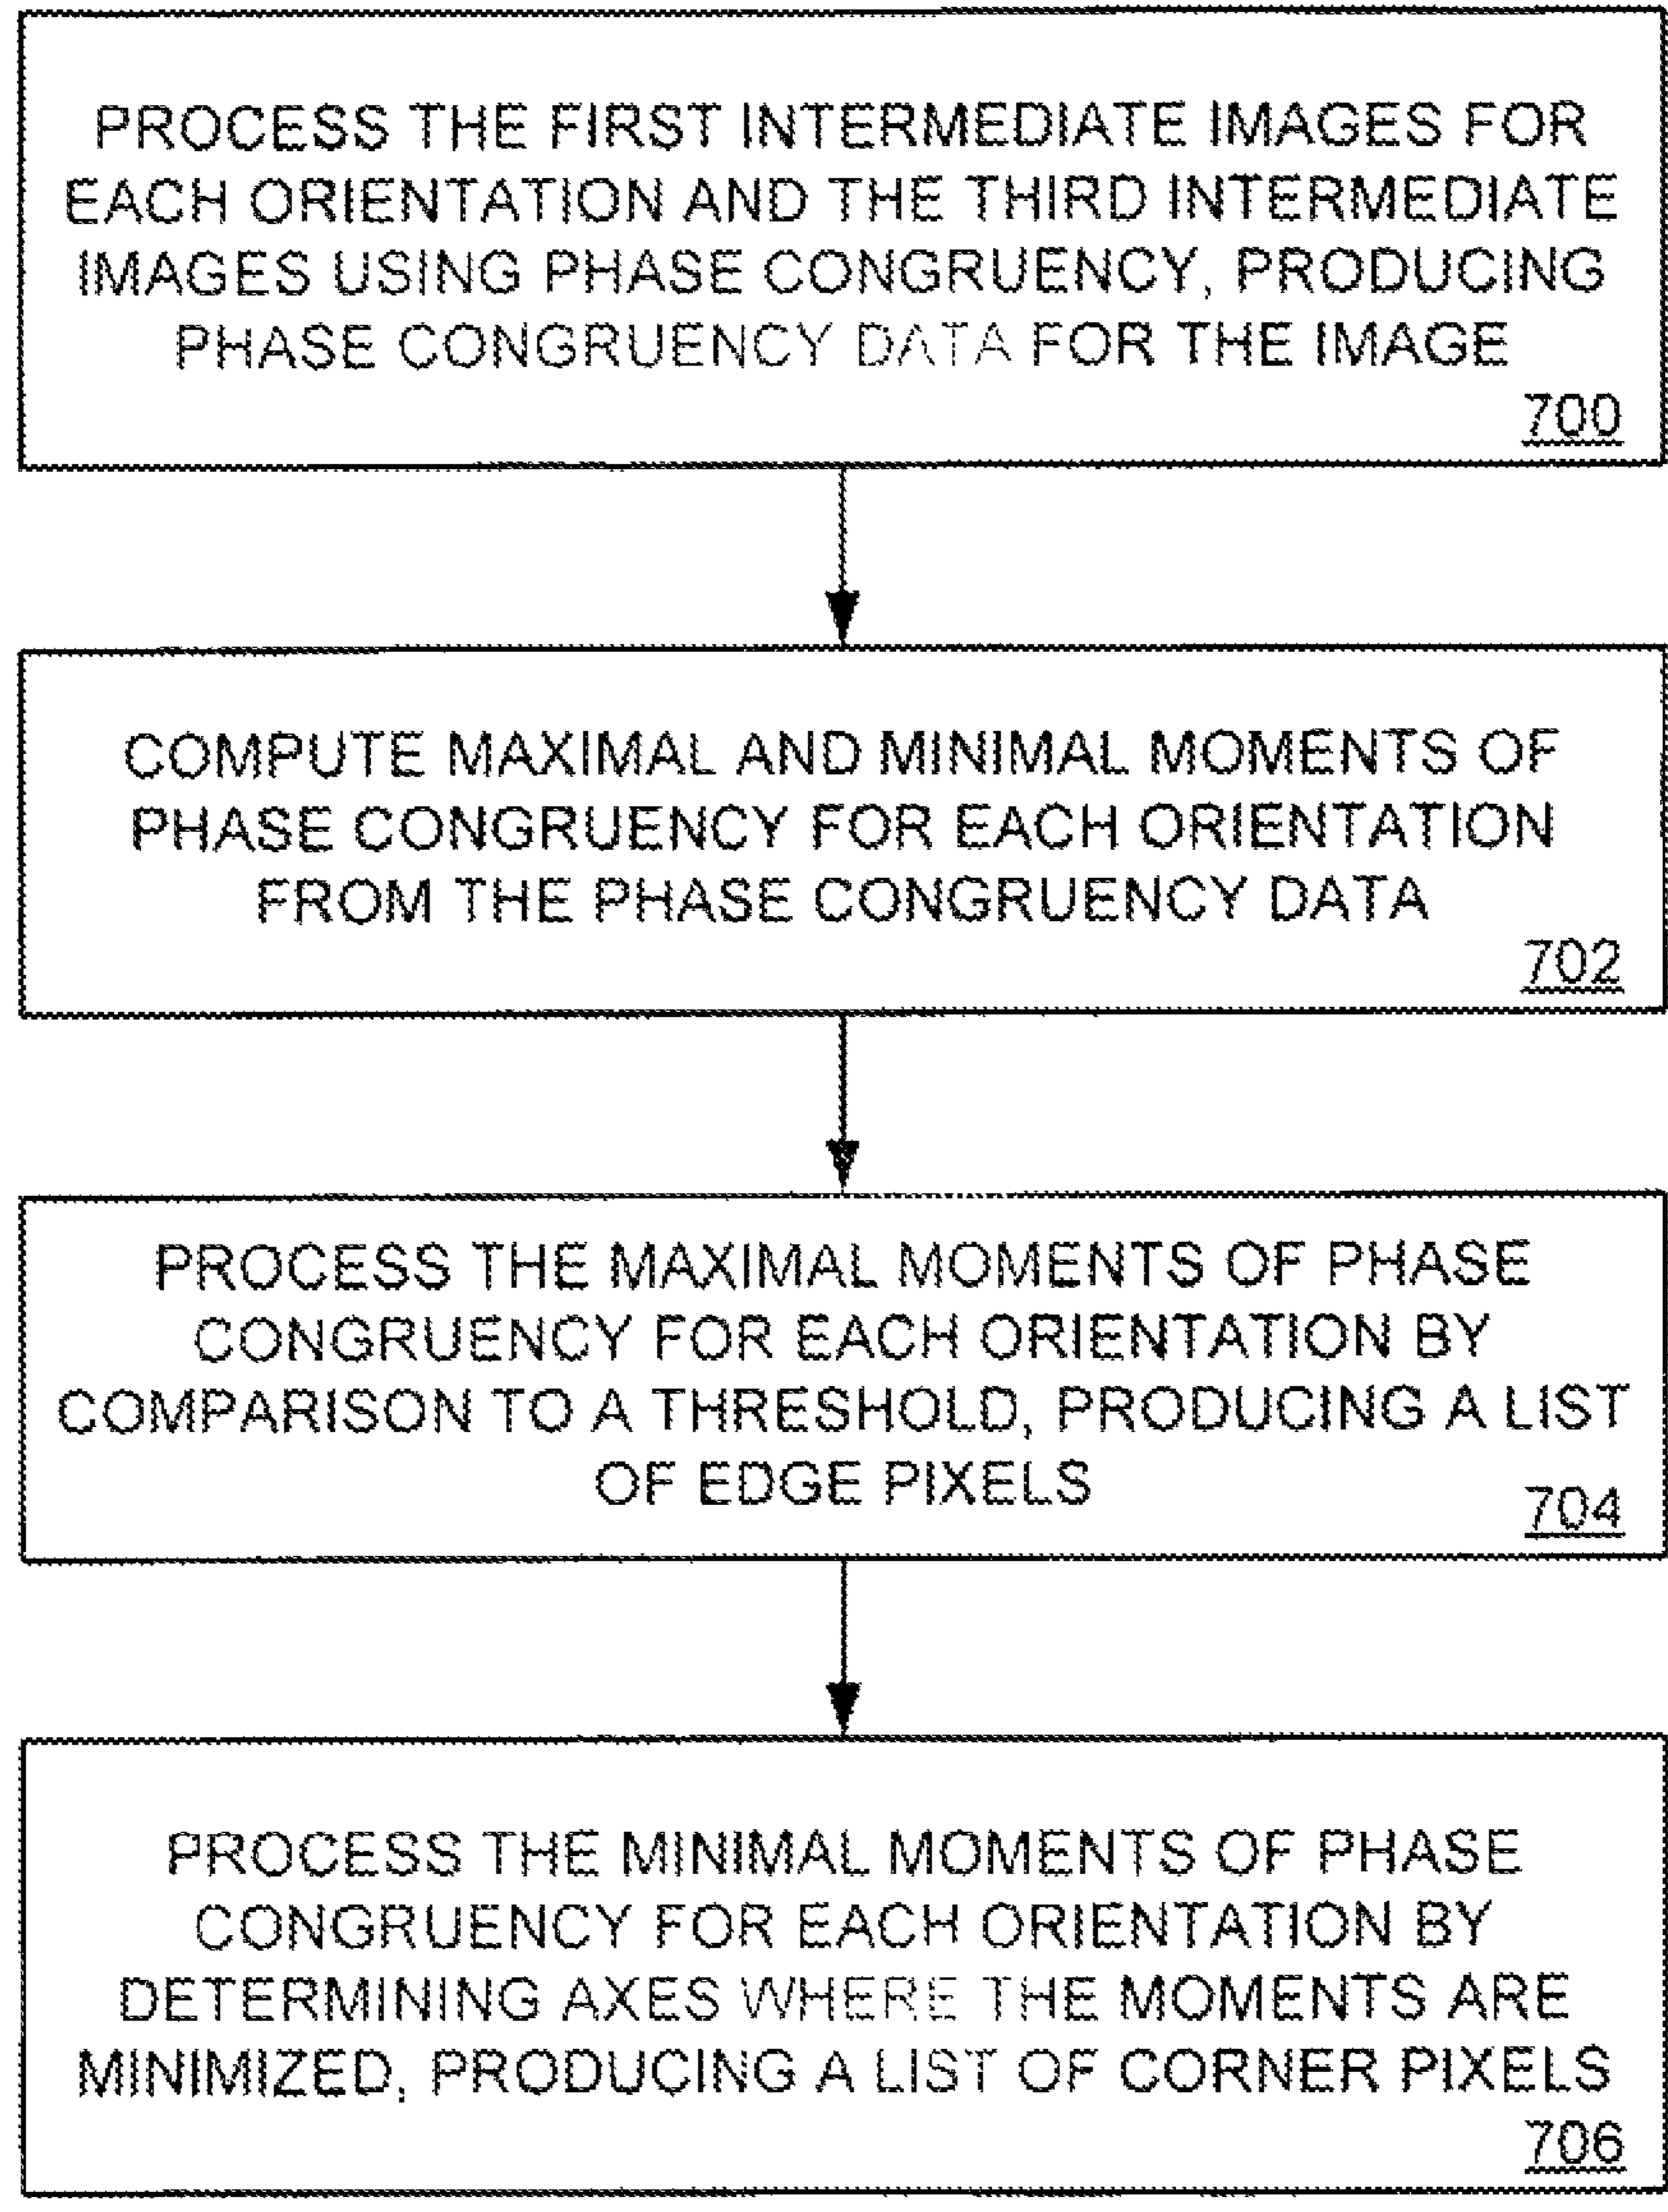 PROCESS THE FIRST INTERMEDIATE IMAGES FOR
EACH ORIENTATION AND THE THIRD INTERMEDIATE
IMAGES USING PHASE CONGRUENCY, PRODUCING
PHASE CONGRUENCY DATA FOR THE IMAGE
700
COMPUTE MAXIMAL AND MINIMAL MOMENTS OF
PHASE CONGRUENCY FOR EACH ORIENTATION
FROM THE PHASE CONGRUENCY DATA
702
PROCESS THE MAXIMAL MOMENTS OF PHASE
CONGRUENCY FOR EACH ORIENTATION BY
COMPARISON TO A THRESHOLD, PRODUCING A LIST
OF EDGE PIXELS
704
PROCESS THE MINIMAL MOMENTS OF PHASE
CONGRUENCY FOR EACH ORIENTATION BY
DETERMINING AXES WHERE THE MOMENTS ARE
MINIMIZED, PRODUCING A LIST OF CORNER PIXELS
706